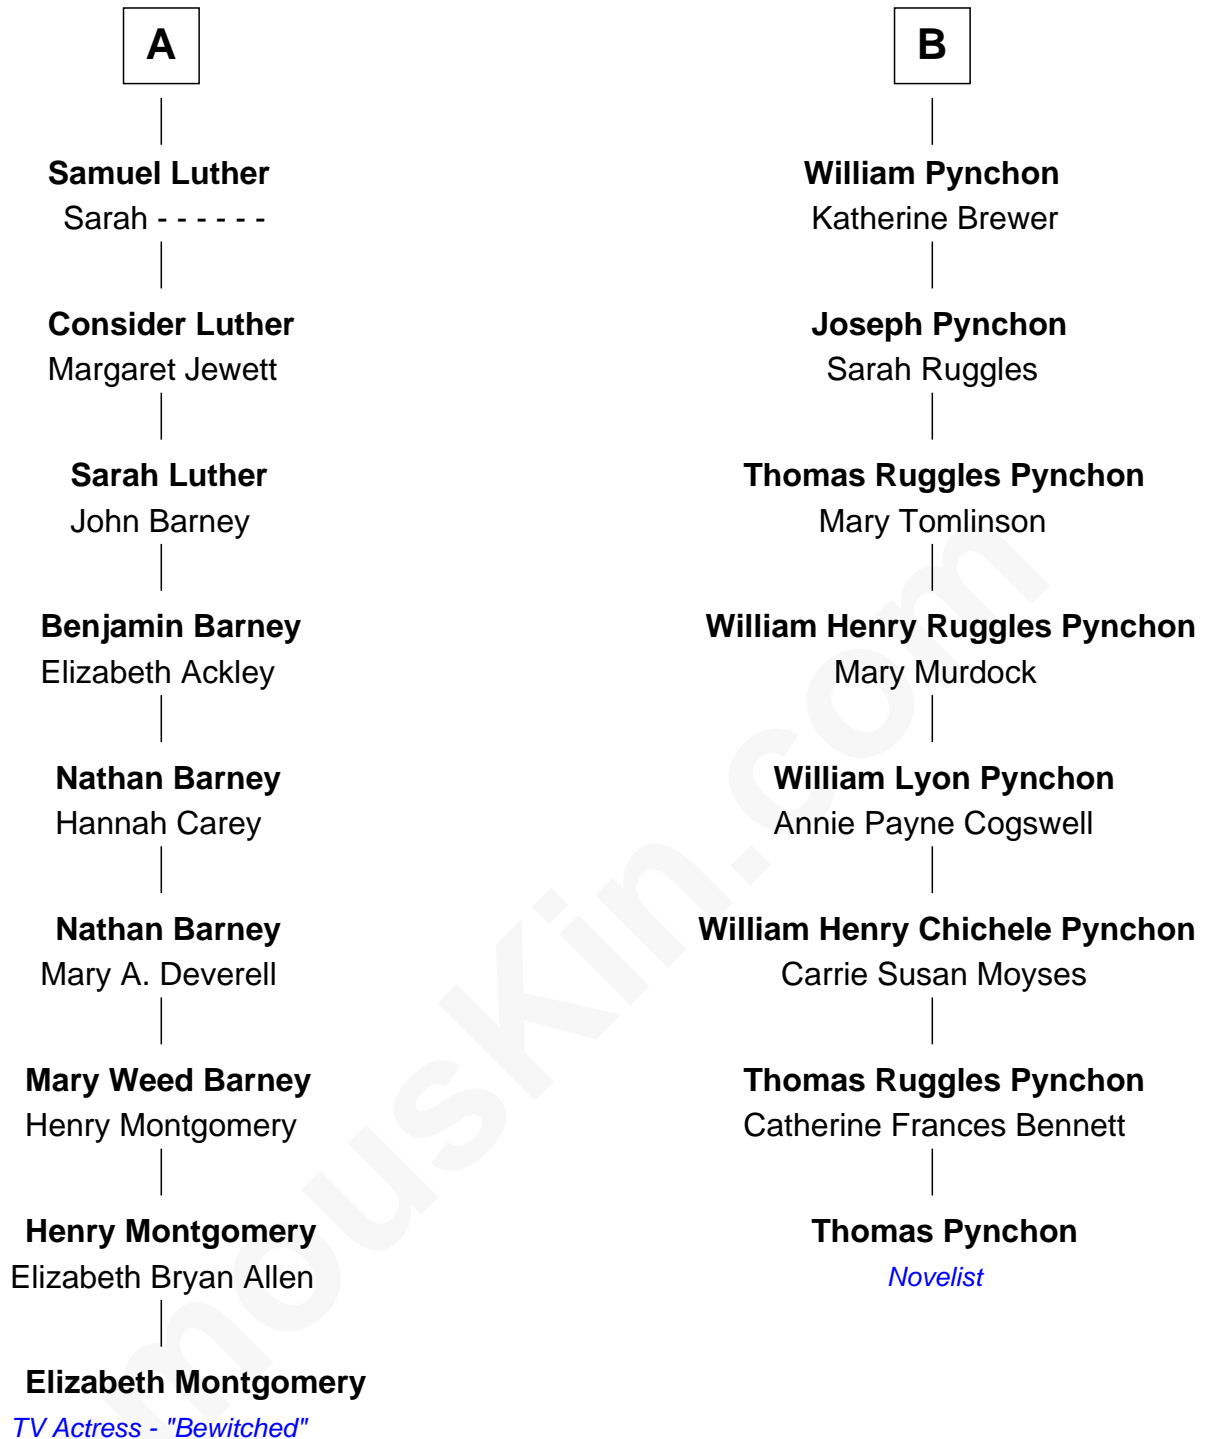 A
Samuel Luther
Sarah - - - - - -
Consider Luther
Margaret Jewett
Sarah Luther
John Barney
Benjamin Barney
Elizabeth Ackley
Nathan Barney
Hannah Carey
Nathan Barney
Mary A. Deverell
Mary Weed Barney
Henry Montgomery
Henry Montgomery
Elizabeth Bryan Allen
Elizabeth Montgomery
TV Actress - "Bewitched"
B
William Pynchon
Katherine Brewer
Joseph Pynchon
Sarah Ruggles
Thomas Ruggles Pynchon
Mary Tomlinson
William Henry Ruggles Pynchon
Mary Murdock
William Lyon Pynchon
Annie Payne Cogswell
William Henry Chichele Pynchon
Carrie Susan Moyses
Thomas Ruggles Pynchon
Catherine Frances Bennett
Thomas Pynchon
Novelist
mouskin.com